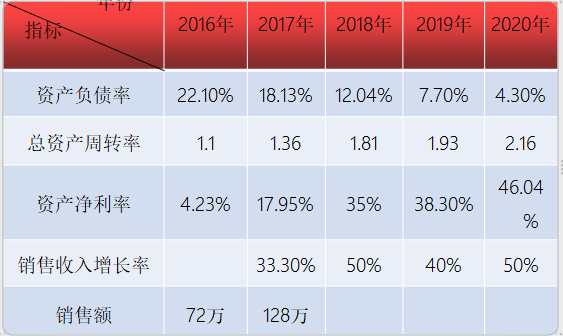 年份
指标 2016年 2017年 2018年 2019年 2020年
资产负债率 22.10% 18.13% 12.04% 7.70% 4.30%
总资产周转率 1.1 1.36 1.81 1.93 2.16
资产净利率 4.23% 17.95% 35% 38.30% 46.04
%
销售收入增长率 33.30% 50% 40% 50%
销售额 72万 128万